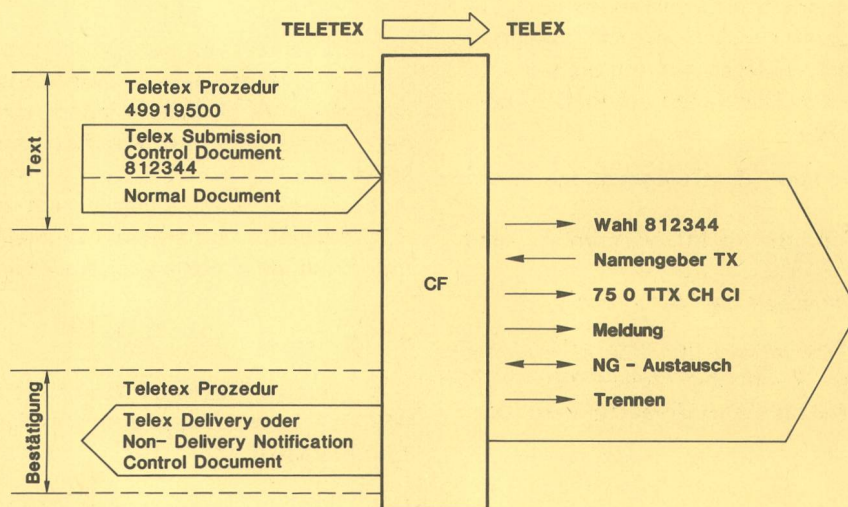 TELETEX TELEX
Text
Teletex Prozedur
49919500
Telex Submission
Control Document
812344
Normal Document
CF
Wahl 812344
Namengeber TX
75 0 TTX CH CI
Meldung
NG - Austausch
Trennen
Bestätigung
Teletex Prozedur
Telex Delivery oder
Non- Delivery Notification
Control Document